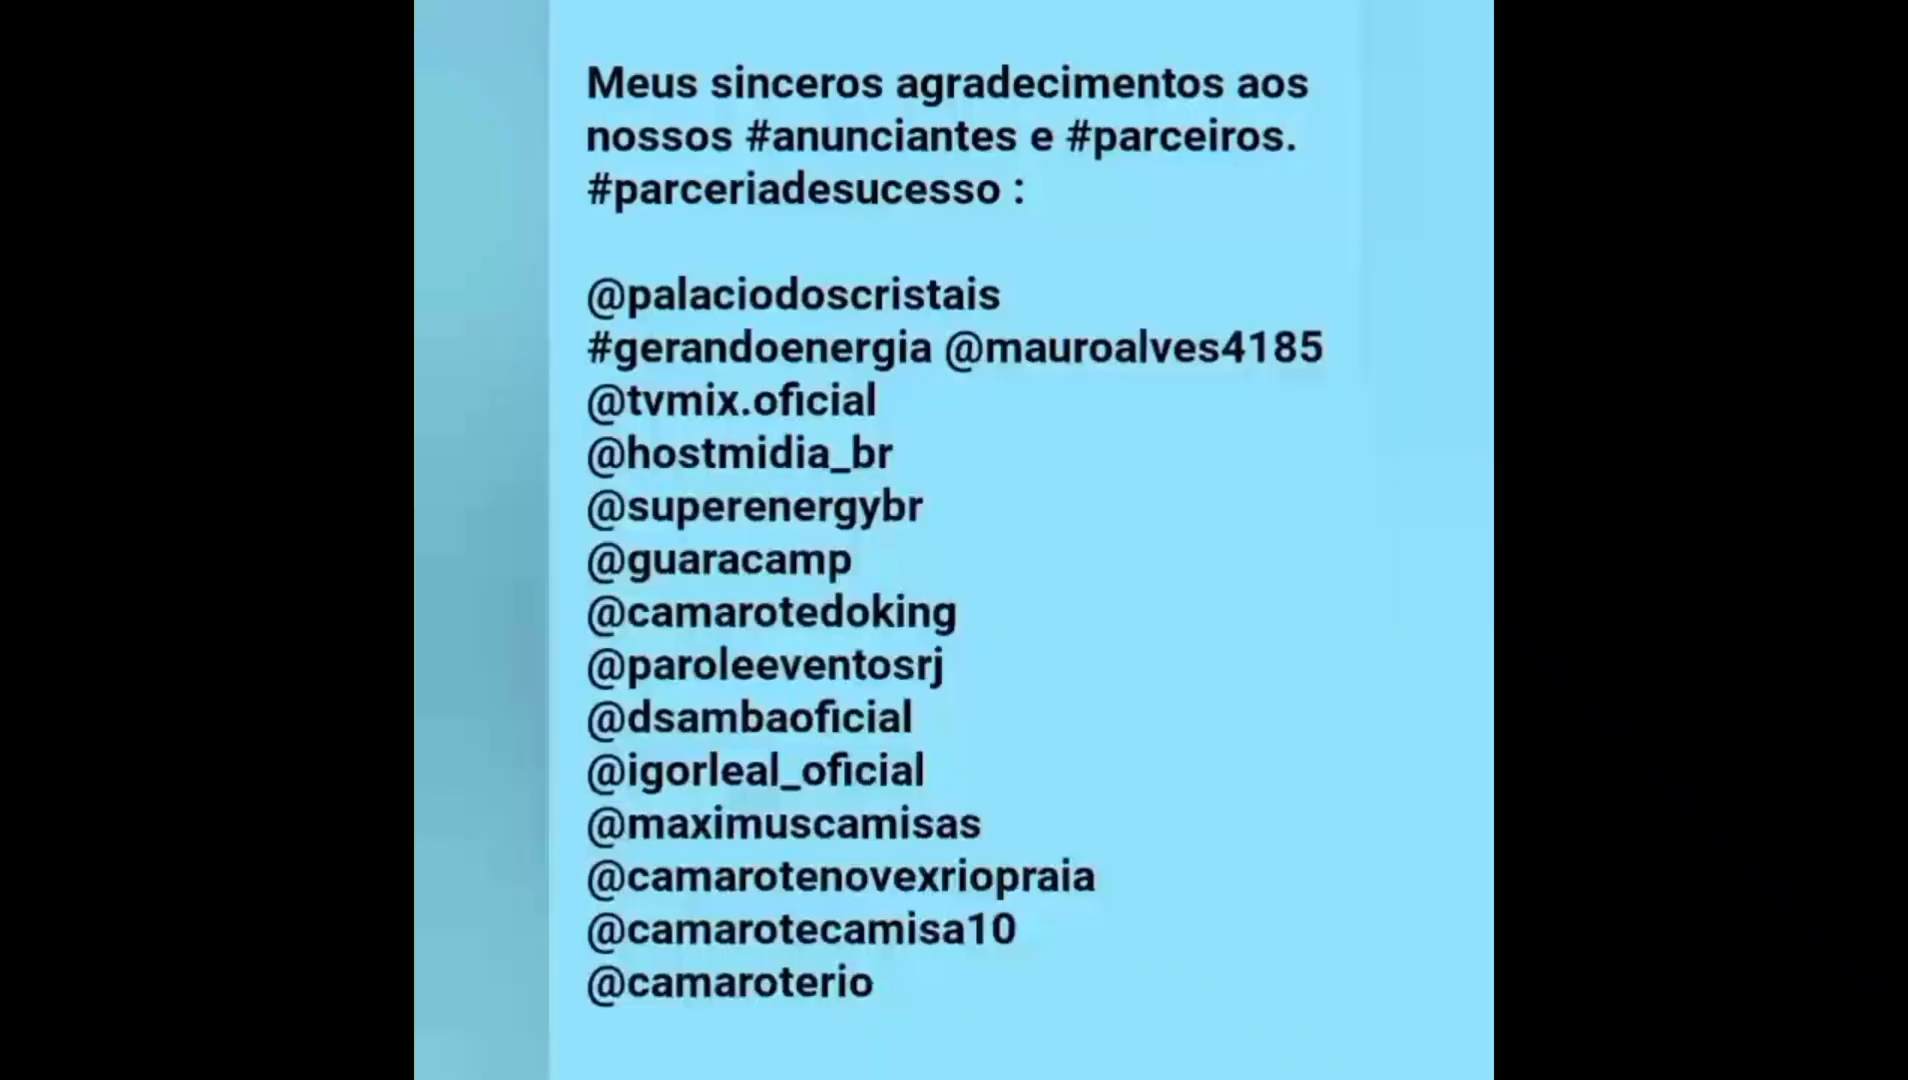 Meus sinceros agradecimentos aos
nossos #anunciantes e #parceiros.
#parceriadesucesso :
@palaciodoscristais
#gerandoenergia @mauroalves4185
@tvmix.oficial
@hostmidia_br
@superenergybr
@guaracamp
@camarotedoking
@paroleeventosrj
@dsambaoficial
@igorleal_oficial
@maximuscamisas
@camarotenovexriopraia
@camarotecamisa10
@camaroterio